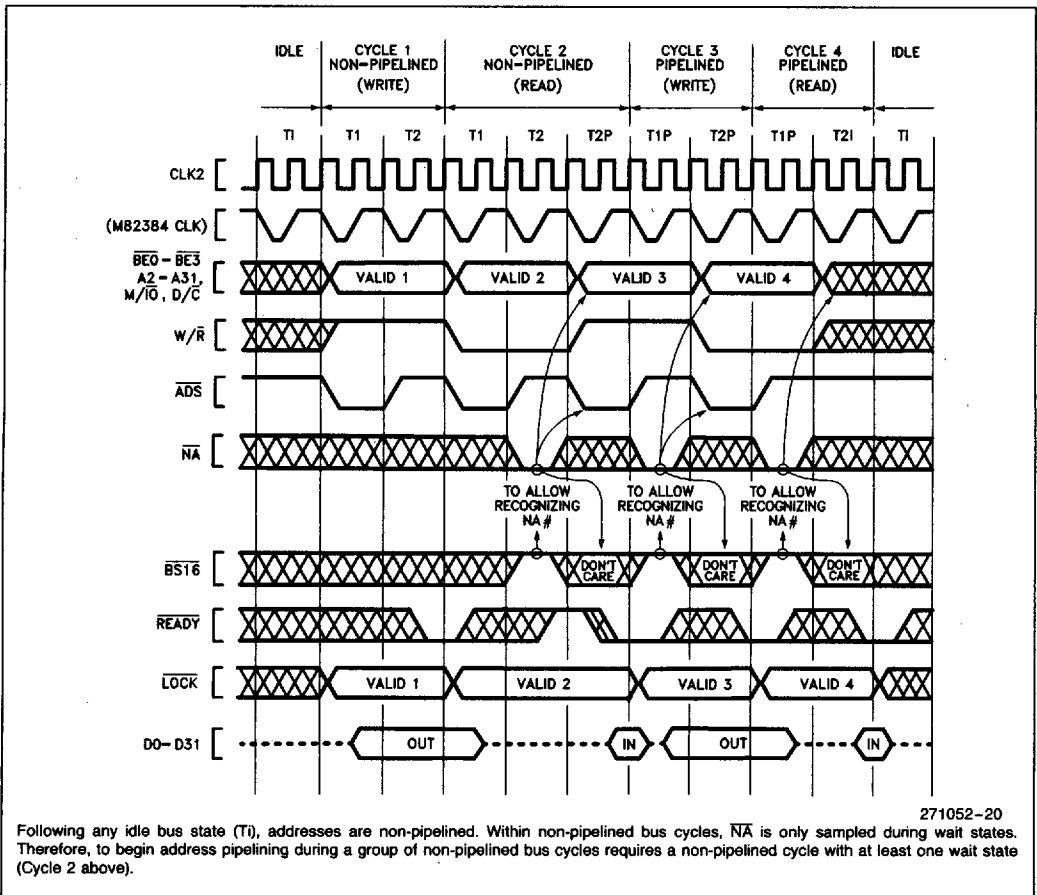 IDLE
CYCLE 1
NON-PIPELINED
(WRITE)
CYCLE 2
NON-PIPELINED
(READ)
CYCLE 3
PIPELINED
(WRITE)
CYCLE 4
PIPELINED
(READ)
IDLE
TI T1 T2 T1 T2 T2P T1P T2P T1P T2I TI
CLK2
(M82384 CLK)
BE0 – BE3
A2 – A31,
M/IO, D/C
VALID 1 VALID 2 VALID 3 VALID 4
W/R
ADS
NA
TO ALLOW
RECOGNIZING
NA#
TO ALLOW
RECOGNIZING
NA#
TO ALLOW
RECOGNIZING
NA#
BS16
DON'T
CARE
DON'T
CARE
DON'T
CARE
READY
LOCK
VALID 1 VALID 2 VALID 3 VALID 4
D0– D31
OUT IN OUT IN
271052–20
Following any idle bus state (Ti), addresses are non-pipelined. Within non-pipelined bus cycles, NA is only sampled during wait states.
Therefore, to begin address pipelining during a group of non-pipelined bus cycles requires a non-pipelined cycle with at least one wait state
(Cycle 2 above).